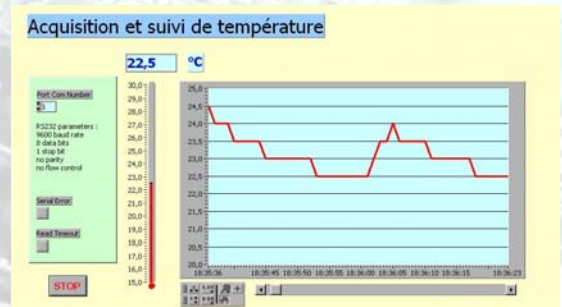 Acquisition et suivi de température
22,5 °C
Port Com Number
RS232 parameters :
9600 baud rate
8 data bits
1 stop bit
no parity
no flow control
Serial Error
Read Timeout
STOP
30,0
29,0
28,0
27,0
26,0
25,0
24,0
23,0
22,0
21,0
20,0
19,0
18,0
17,0
16,0
15,0
25,0
24,5
24,0
23,5
23,0
22,5
22,0
21,5
21,0
20,5
20,0
18:35:36 18:35:45 18:35:50 18:35:55 18:36:00 18:36:05 18:36:10 18:36:15 18:36:23